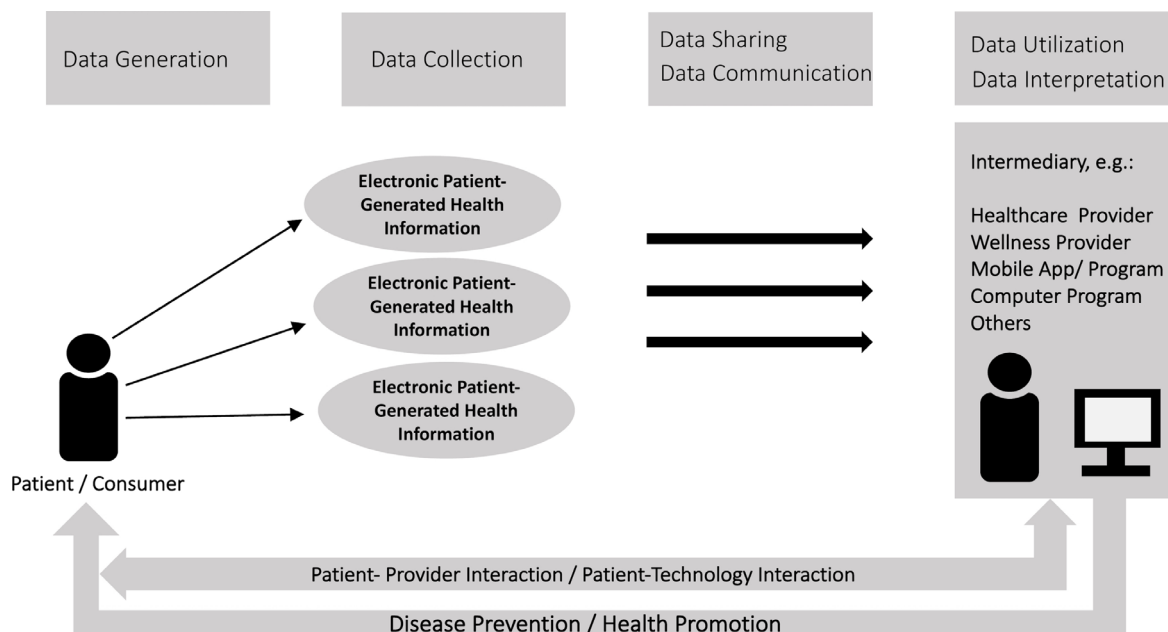 Data Generation
Data Collection
Data Sharing
Data Communication
Data Utilization
Data Interpretation
Electronic Patient-
Generated Health
Information
Electronic Patient-
Generated Health
Information
Electronic Patient-
Generated Health
Information
Intermediary, e.g.:
Healthcare Provider
Wellness Provider
Mobile App/ Program
Computer Program
Others
Patient / Consumer
Patient- Provider Interaction / Patient-Technology Interaction
Disease Prevention / Health Promotion